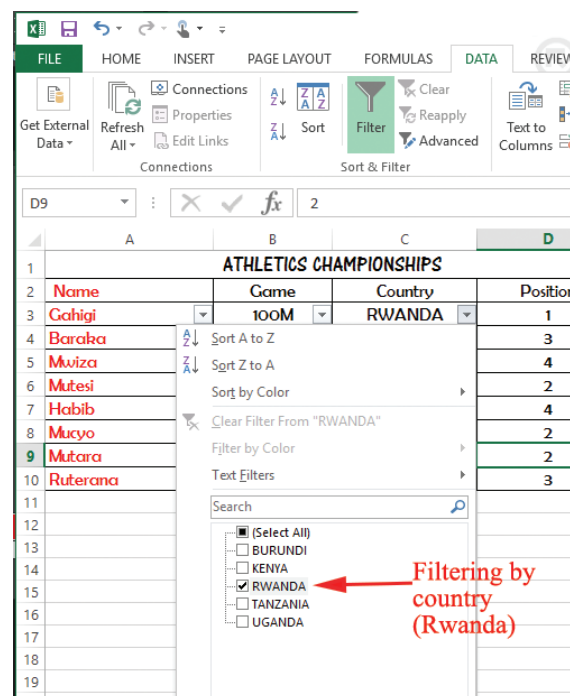 FILE HOME INSERT PAGE LAYOUT FORMULAS DATA REVIEW
Get External Data
Refresh All
Connections
Properties
Edit Links
Connections
Sort
Filter
Clear
Reapply
Advanced
Sort & Filter
Text to Columns
D9 fx 2
A B C D
1 ATHLETICS CHAMPIONSHIPS
2 Name Game Country Position
3 Gahigi 100M RWANDA 1
4 Baraka 3
5 Mwiza 4
6 Mutesi 2
7 Habib 4
8 Mucyo 2
9 Mutara 2
10 Ruterana 3
11
12
13
14
15
16
17
18
19
Sort A to Z
Sort Z to A
Sort by Color
Clear Filter From "RWANDA"
Filter by Color
Text Filters
Search
(Select All)
BURUNDI
KENYA
RWANDA
TANZANIA
UGANDA
Filtering by
country
(Rwanda)